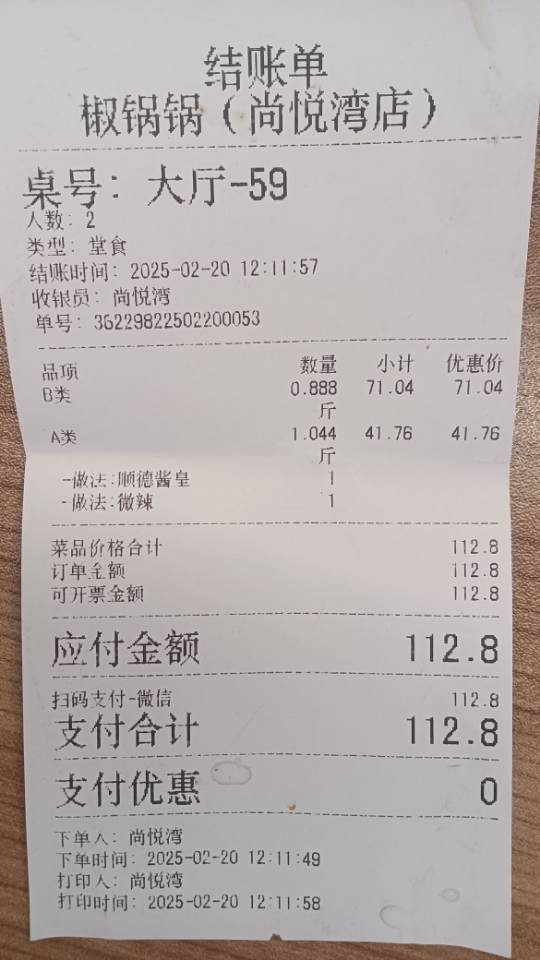 结账单
椒锅锅(尚悦湾店)
桌号: 大厅-59
人数: 2
类型: 堂食
结账时间: 2025-02-20 12:11:57
收银员: 尚悦湾
单号: 36229822502200053
品项 数量 小计 优惠价
B类 0.888 71.04 71.04
斤
A类 1.044 41.76 41.76
斤
-做法:顺德酱皇 1
-做法:微辣 1
菜品价格合计 112.8
订单金额 112.8
可开票金额 112.8
应付金额 112.8
扫码支付-微信 112.8
支付合计 112.8
支付优惠 0
下单人: 尚悦湾
下单时间: 2025-02-20 12:11:49
打印人: 尚悦湾
打印时间: 2025-02-20 12:11:58